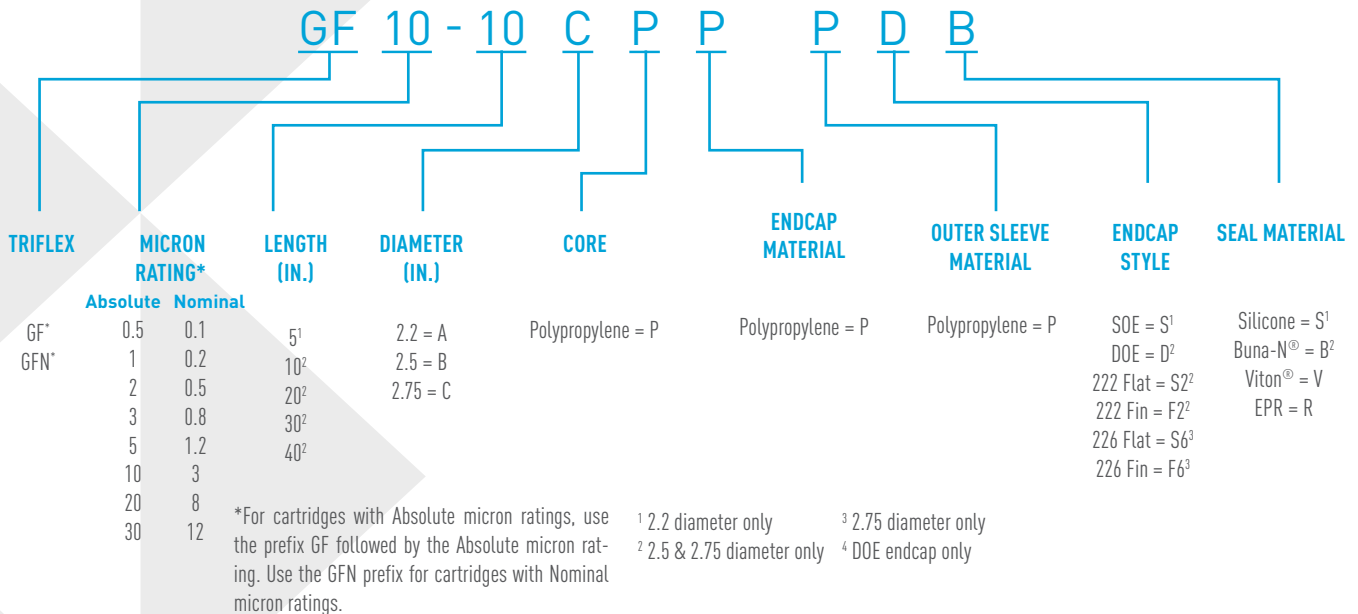 GF 10 - 10 C P P P D B
TRIFLEX
GF*
GFN*
MICRON
RATING*
Absolute Nominal
0.5 0.1
1 0.2
2 0.5
3 0.8
5 1.2
10 3
20 8
30 12
LENGTH
(IN.)
5¹
10²
20²
30²
40²
DIAMETER
(IN.)
2.2 = A
2.5 = B
2.75 = C
CORE
Polypropylene = P
ENDCAP
MATERIAL
Polypropylene = P
OUTER SLEEVE
MATERIAL
Polypropylene = P
ENDCAP
STYLE
SOE = S¹
DOE = D²
222 Flat = S2²
222 Fin = F2²
226 Flat = S6³
226 Fin = F6³
SEAL MATERIAL
Silicone = S¹
Buna-N® = B²
Viton® = V
EPR = R
*For cartridges with Absolute micron ratings, use
the prefix GF followed by the Absolute micron rat-
ing. Use the GFN prefix for cartridges with Nominal
micron ratings.
¹ 2.2 diameter only
² 2.5 & 2.75 diameter only
³ 2.75 diameter only
⁴ DOE endcap only